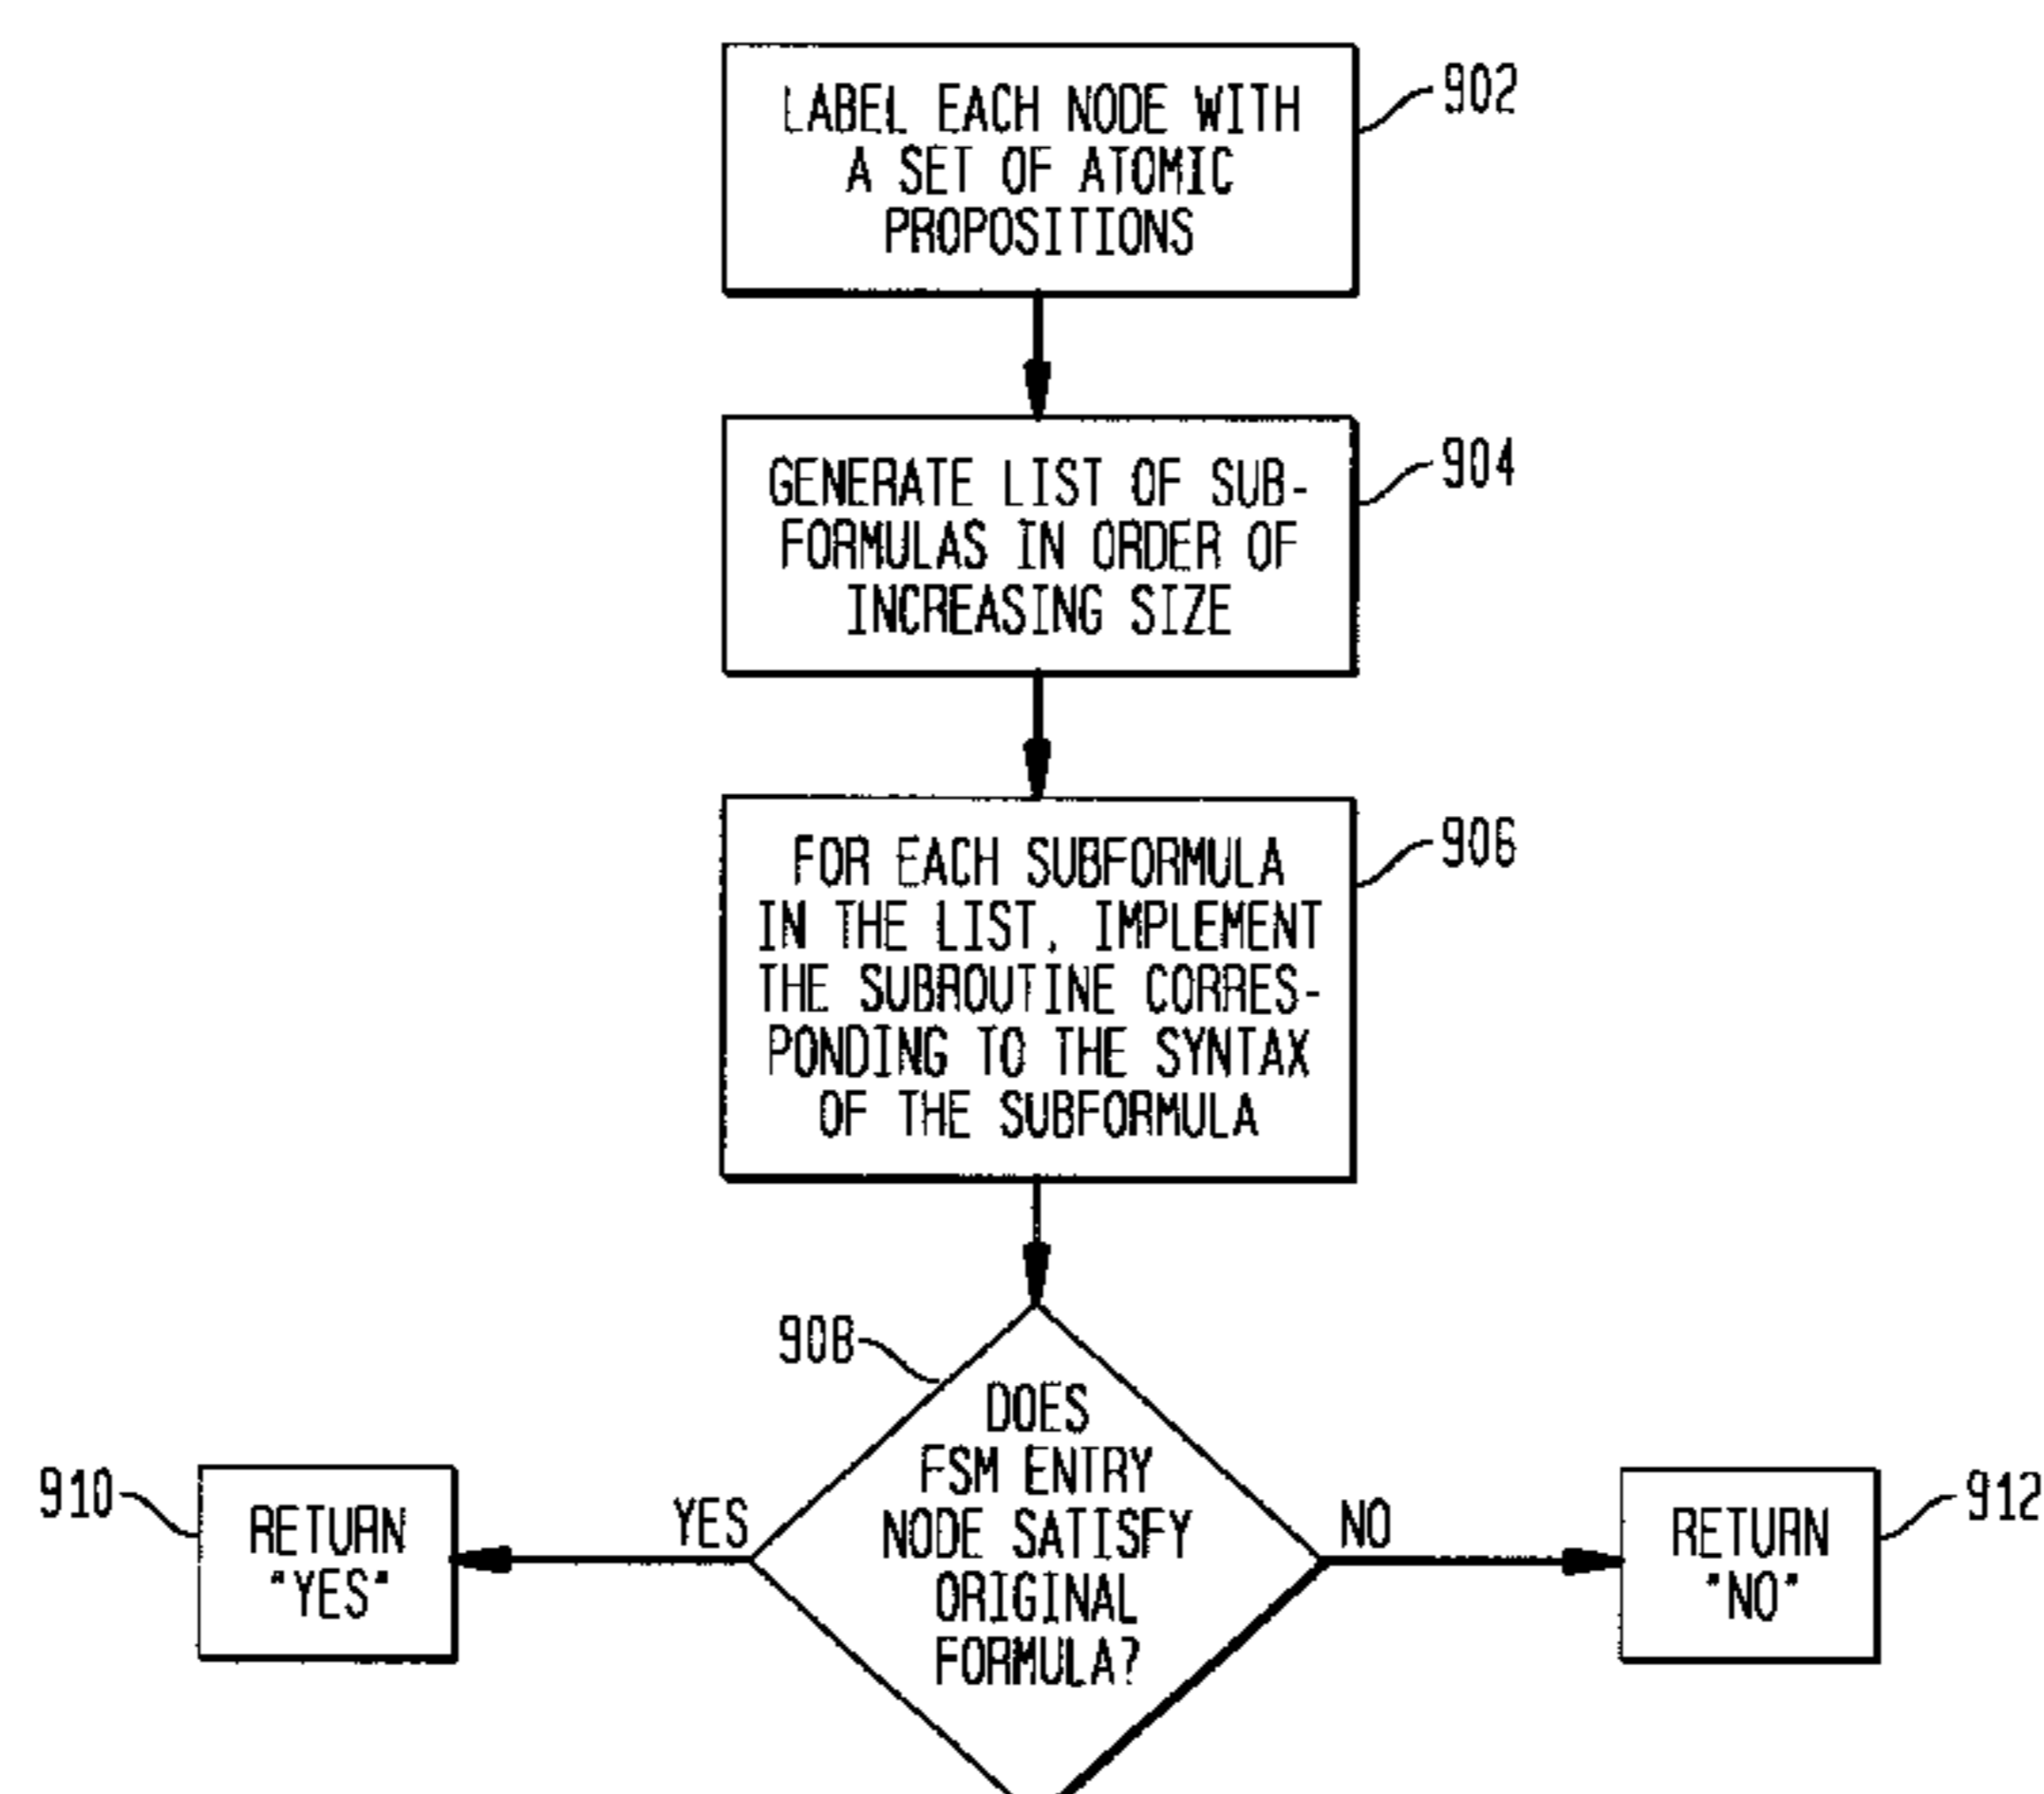 LABEL EACH NODE WITH
A SET OF ATOMIC
PROPOSITIONS
902
GENERATE LIST OF SUB-
FORMULAS IN ORDER OF
INCREASING SIZE
904
FOR EACH SUBFORMULA
IN THE LIST, IMPLEMENT
THE SUBROUTINE CORRES-
PONDING TO THE SYNTAX
OF THE SUBFORMULA
906
908
DOES
FSM ENTRY
NODE SATISFY
ORIGINAL
FORMULA?
YES
NO
910
RETURN
"YES"
RETURN
"NO"
912